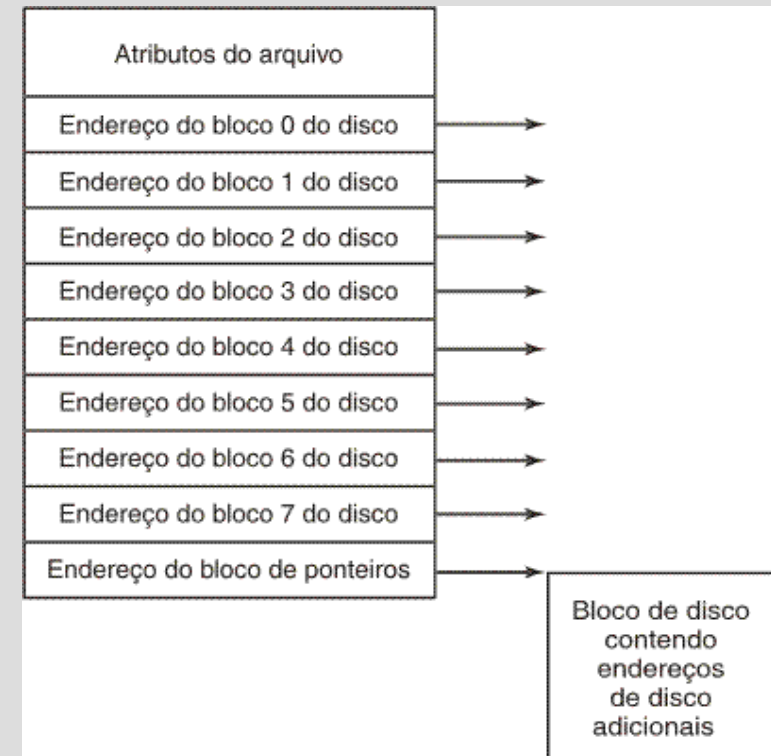 Atributos do arquivo
Endereço do bloco 0 do disco
Endereço do bloco 1 do disco
Endereço do bloco 2 do disco
Endereço do bloco 3 do disco
Endereço do bloco 4 do disco
Endereço do bloco 5 do disco
Endereço do bloco 6 do disco
Endereço do bloco 7 do disco
Endereço do bloco de ponteiros
Bloco de disco
contendo
endereços
de disco
adicionais